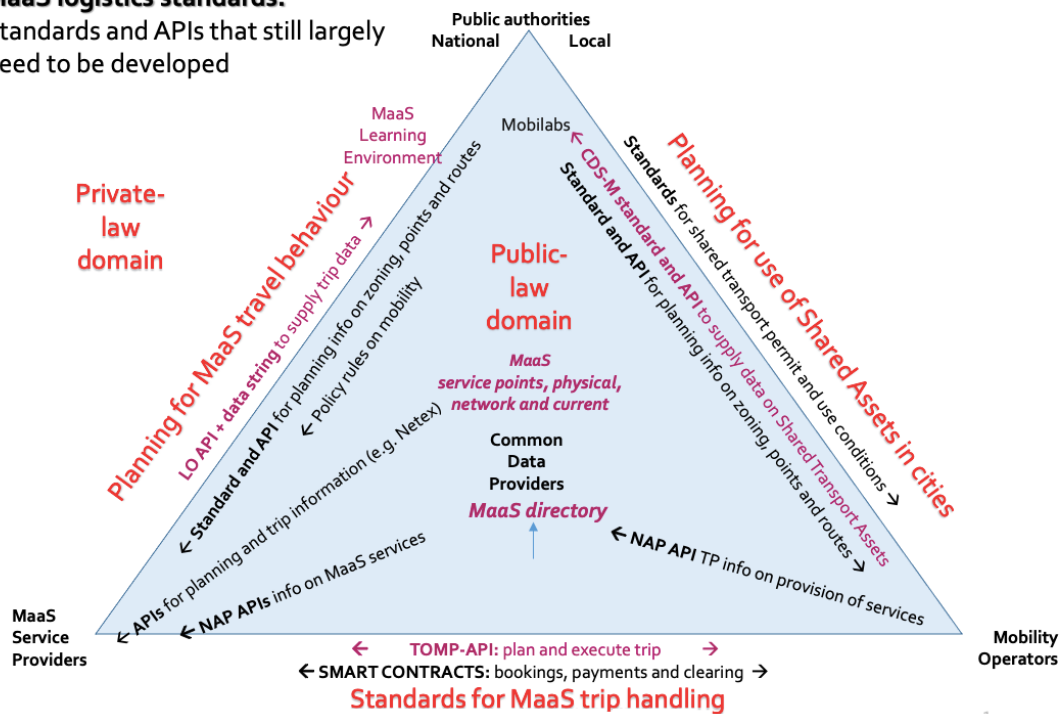 MaaS logistics standards:
tandards and APIs that still largely
eed to be developed
Public authorities
National Local
MaaS
Learning
Environment
Mobilabs
Private-
law
domain
Public-
law
domain
Planning for MaaS travel behaviour
LO API + data string to supply trip data →
← Standard and API for planning info on zoning, points and routes
← Policy rules on mobility
← APIs for planning and trip information (e.g. Netex)
← NAP APIs info on MaaS services
MaaS
service points, physical,
network and current
Common
Data
Providers
MaaS directory
Planning for use of Shared Assets in cities
Standards for shared transport permit and use conditions →
← CDS-M standard and API to supply data on Shared Transport Assets
Standard and API for planning info on zoning, points and routes →
← NAP API TP info on provision of services
MaaS
Service
Providers
Mobility
Operators
← TOMP-API: plan and execute trip →
← SMART CONTRACTS: bookings, payments and clearing →
Standards for MaaS trip handling